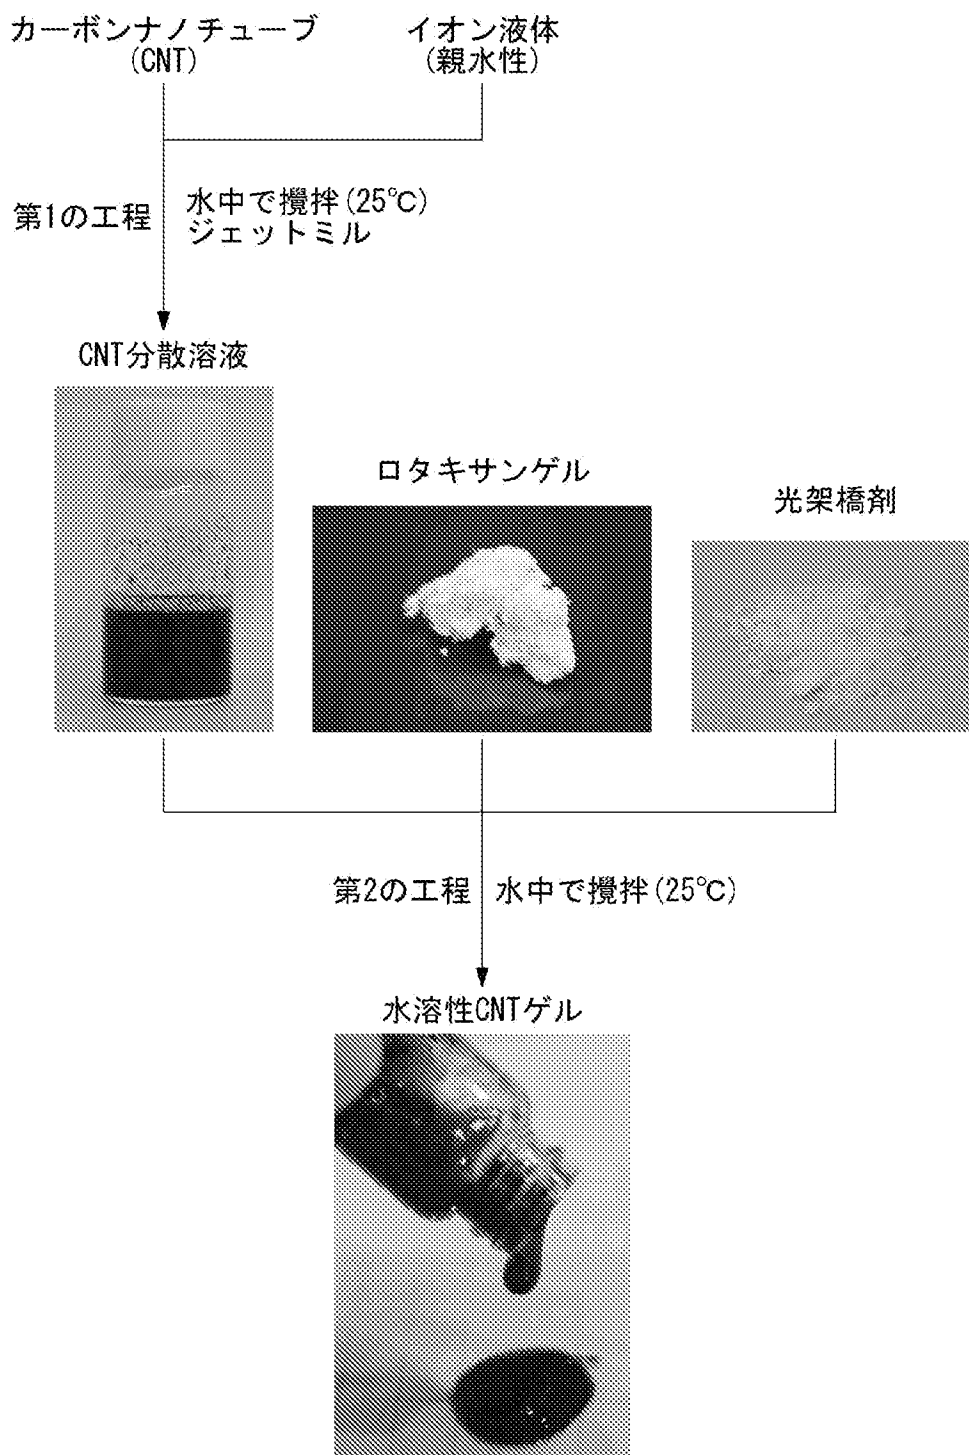 カーボンナノチューブ
(CNT)
イオン液体
(親水性)
第1の工程
水中で攪拌(25℃)
ジェットミル
CNT分散溶液
ロタキサンゲル
光架橋剤
第2の工程
水中で攪拌(25℃)
水溶性CNTゲル